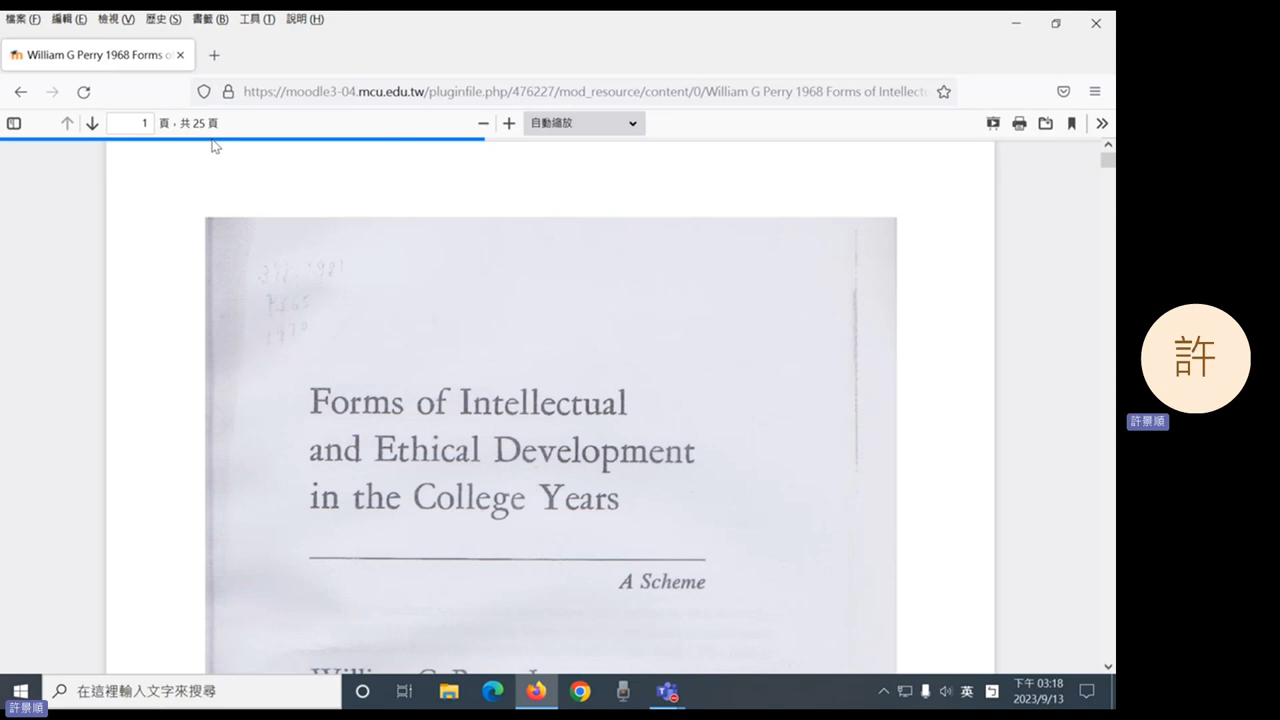 檔案 (F) 編輯 (E) 檢視 (V) 歷史 (S) 書籤 (B) 工具 (T) 說明 (H)
William G Perry 1968 Forms o
https://moodle3-04.mcu.edu.tw/pluginfile.php/476227/mod_resource/content/0/William G Perry 1968 Forms of Intellectu
1 頁，共 25 頁
自動縮放
1970
Forms of Intellectual
and Ethical Development
in the College Years
A Scheme
許
許景順
在這裡輸入文字來搜尋
英
下午 03:18
2023/9/13
許景順